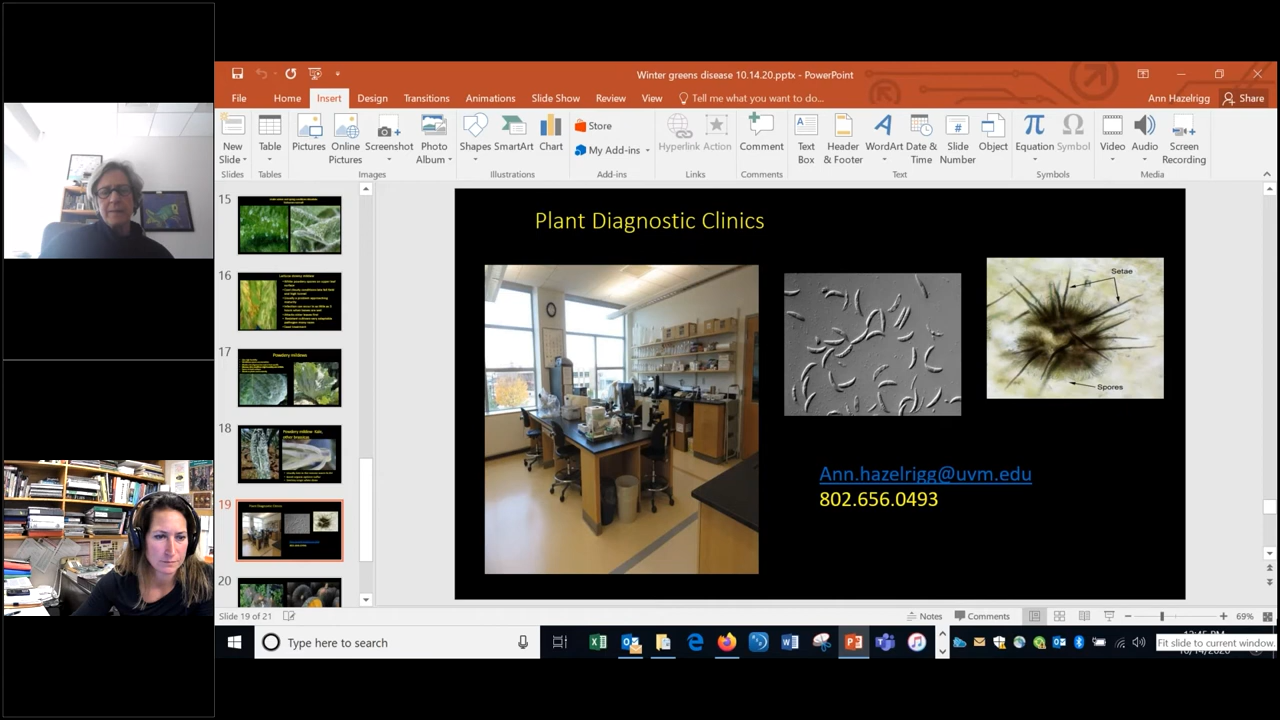 Winter greens disease 10.14.20.pptx - PowerPoint
File Home Insert Design Transitions Animations Slide Show Review View Tell me what you want to do... Ann Hazelrigg Share
New Slide
Table
Pictures
Online Pictures
Screenshot
Photo Album
Shapes
SmartArt
Chart
Store
My Add-ins
Hyperlink
Action
Comment
Text Box
Header & Footer
WordArt
Date & Time
Slide Number
Object
Equation
Symbol
Video
Audio
Screen Recording
Slides Tables Images Illustrations Add-ins Links Comments Text Symbols Media
15
16
17
Powdery mildews
18
19
Plant Diagnostic Clinics
20
Plant Diagnostic Clinics
Setae
Spores
Ann.hazelrigg@uvm.edu
802.656.0493
Slide 19 of 21 Notes Comments 69%
Type here to search
Fit slide to current window.